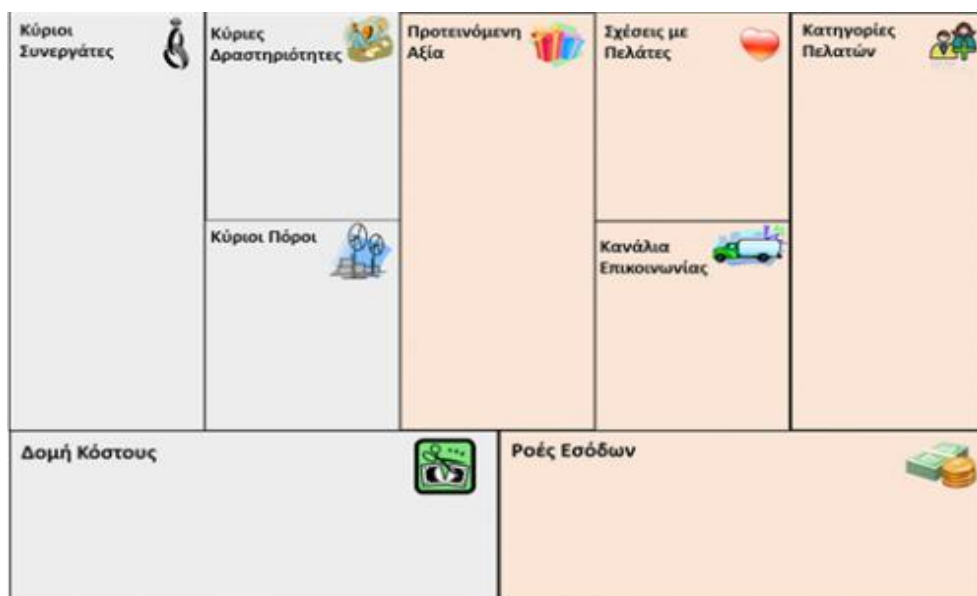 Κύριοι
Συνεργάτες
Κύριες
Δραστηριότητες
Προτεινόμενη
Αξία
Σχέσεις με
Πελάτες
Κατηγορίες
Πελατών
Κύριοι Πόροι
Κανάλια
Επικοινωνίας
Δομή Κόστους
Ροές Εσόδων